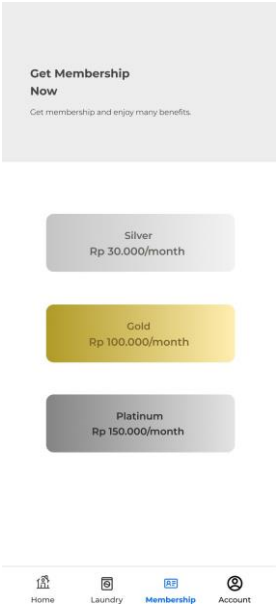 Get Membership
Now
Get membership and enjoy many benefits.
Silver
Rp 30.000/month
Gold
Rp 100.000/month
Platinum
Rp 150.000/month
Home Laundry Membership Account